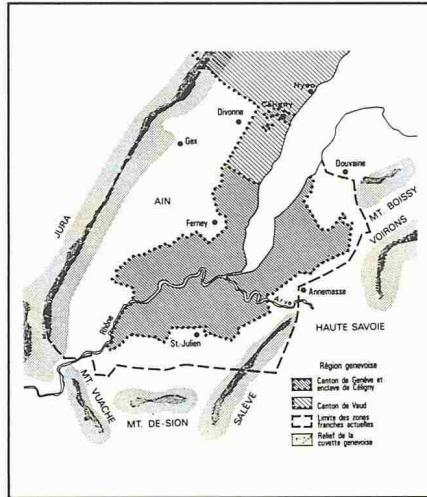 Nyon
Céligny
Divonne
Gex
Douvaine
AIN
JURA
MT. BOISSY
VOIRONS
Ferney
Annemasse
Arve
Rhône
HAUTE SAVOIE
St-Julien
MT. VUACHE
MT. DE-SION
SALÈVE
Région genevoise
Canton de Genève et
enclave de Céligny
Canton de Vaud
Limite des zones
franches actuelles
Relief de la
cuvette genevoise